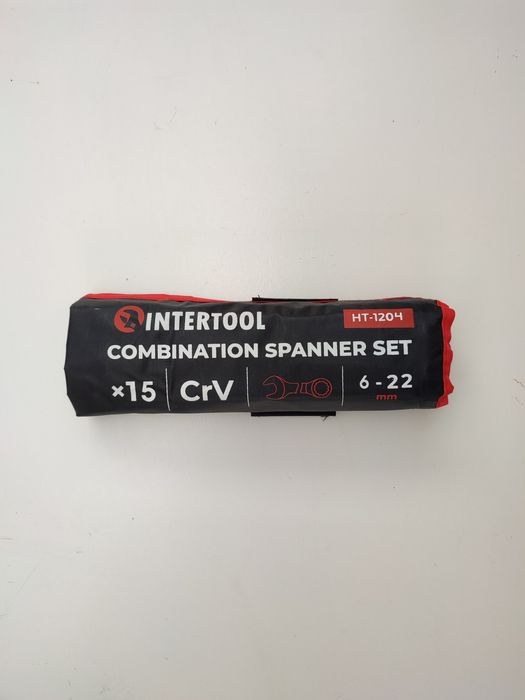 INTERTOOL
HT-1204
COMBINATION SPANNER SET
×15
CrV
6 - 22
mm